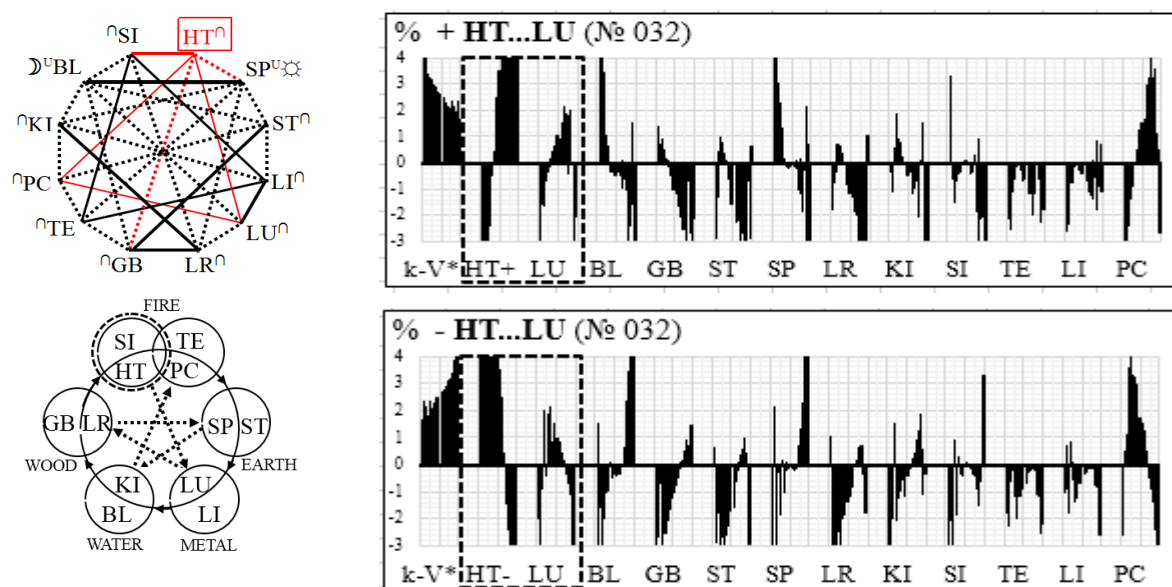 ∩SI HT∩
☽ᵁBL SPᵁ☼
∩KI ST∩
∩PC LI∩
∩TE LU∩
∩GB LR∩
FIRE
SI TE
HT PC
GB LR SP ST
WOOD EARTH
KI LU
BL LI
WATER METAL
% + HT...LU (№ 032)
4
3
2
1
0
-1
-2
-3
k-V* HT+ LU BL GB ST SP LR KI SI TE LI PC
% - HT...LU (№ 032)
4
3
2
1
0
-1
-2
-3
k-V* HT- LU BL GB ST SP LR KI SI TE LI PC